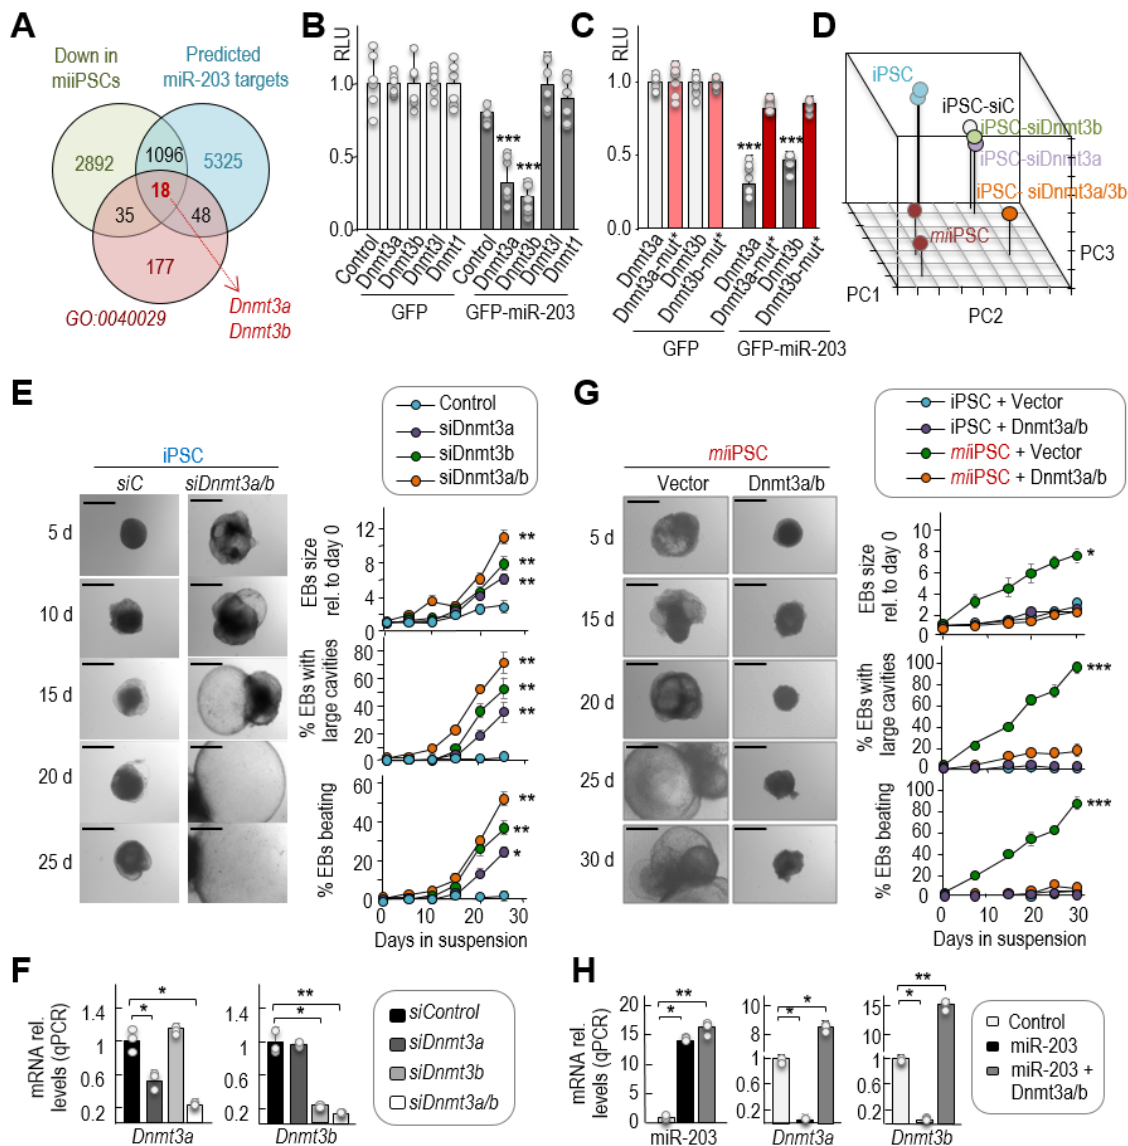 A
Down in
miiPSCs
Predicted
miR-203 targets
2892
1096
5325
18
35
48
177
GO:0040029
Dnmt3a
Dnmt3b
B
RLU
1.0
0.5
0.0
Control
Dnmt3a
Dnmt3b
Dnmt3l
Dnmt1
Control
Dnmt3a
Dnmt3b
Dnmt3l
Dnmt1
***
***
GFP
GFP-miR-203
C
RLU
1.0
0.5
0.0
***
***
Dnmt3a
Dnmt3a-mut*
Dnmt3b
Dnmt3b-mut*
Dnmt3a
Dnmt3a-mut*
Dnmt3b
Dnmt3b-mut*
GFP
GFP-miR-203
D
iPSC
iPSC-siC
iPSC-siDnmt3b
iPSC-siDnmt3a
iPSC- siDnmt3a/3b
miiPSC
PC1
PC2
PC3
E
iPSC
siC
siDnmt3a/b
5 d
10 d
15 d
20 d
25 d
Control
siDnmt3a
siDnmt3b
siDnmt3a/b
EBs size
rel. to day 0
12
8
4
0
**
**
**
% EBs with
large cavities
80
60
40
20
0
**
**
**
% EBs beating
60
40
20
0
**
**
*
0 10 20 30
Days in suspension
F
mRNA rel.
levels (qPCR)
1.4
1
0.6
0.2
*
*
Dnmt3a
1.4
1
0.6
0.2
**
*
Dnmt3b
siControl
siDnmt3a
siDnmt3b
siDnmt3a/b
G
miiPSC
Vector
Dnmt3a/b
5 d
15 d
20 d
25 d
30 d
iPSC + Vector
iPSC + Dnmt3a/b
miiPSC + Vector
miiPSC + Dnmt3a/b
EBs size
rel. to day 0
10
8
6
4
2
0
*
% EBs with
large cavities
100
80
60
40
20
0
***
% EBs beating
100
80
60
40
20
0
***
0 10 20 30
Days in suspension
H
mRNA rel.
levels (qPCR)
20
15
10
5
0
**
*
miR-203
10
8
1
0.6
0.2
*
*
Dnmt3a
15
10
1
0.6
0.2
**
*
Dnmt3b
Control
miR-203
miR-203 +
Dnmt3a/b